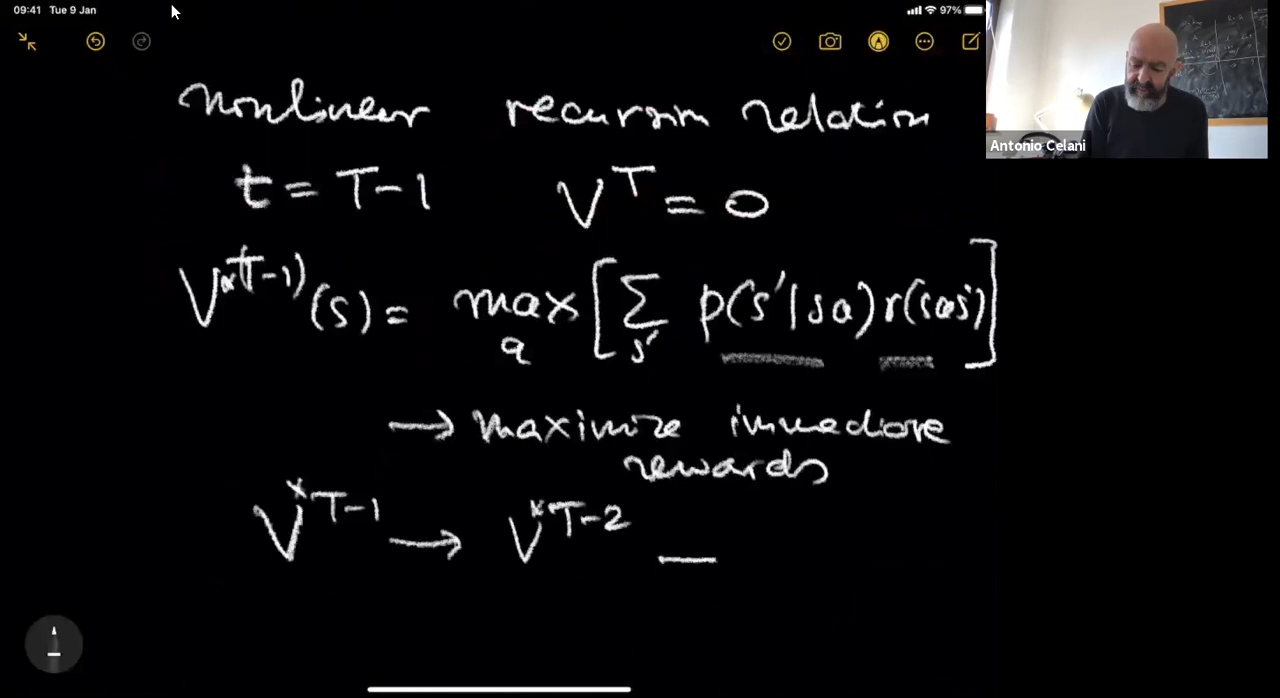 09:41 Tue 9 Jan
97%
Antonio Celani
nonlinear recursion relation
t = T-1 V^T = 0
V^{*(T-1)}(s) = max_a [ Σ_{s'} p(s'|sa) r(sas') ]
→ maximize immediate
rewards
V^{*T-1} → V^{*T-2} —